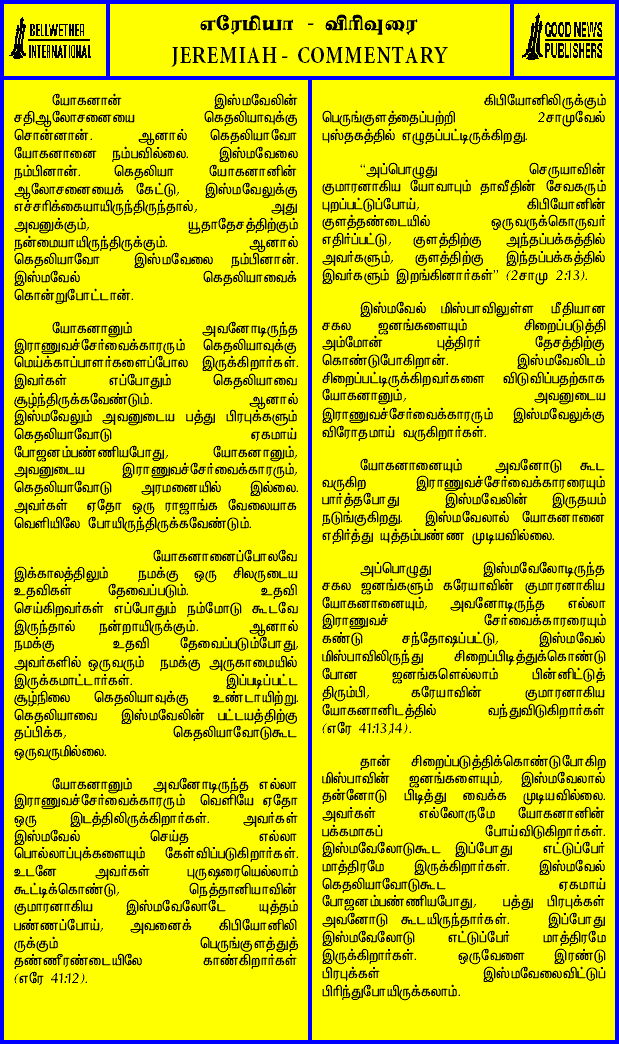 BELLWETHER
INTERNATIONAL
எரேமியா - விரிவுரை
JEREMIAH - COMMENTARY
GOOD NEWS
PUBLISHERS
யோகனான் இஸ்மவேலின்
சதிஆலோசனையை கெதலியாவுக்கு
சொன்னான். ஆனால் கெதலியாவோ
யோகனானை நம்பவில்லை. இஸ்மவேலை
நம்பினான். கெதலியா யோகனானின்
ஆலோசனையைக் கேட்டு, இஸ்மவேலுக்கு
எச்சரிக்கையாயிருந்திருந்தால், அது
அவனுக்கும், யூதாதேசத்திற்கும்
நன்மையாயிருந்திருக்கும். ஆனால்
கெதலியாவோ இஸ்மவேலை நம்பினான்.
இஸ்மவேல் கெதலியாவைக்
கொன்றுபோட்டான்.
யோகனானும் அவனோடிருந்த
இராணுவச்சேர்வைக்காரரும் கெதலியாவுக்கு
மெய்க்காப்பாளர்களைப்போல இருக்கிறார்கள்.
இவர்கள் எப்போதும் கெதலியாவை
சூழ்ந்திருக்கவேண்டும். ஆனால்
இஸ்மவேலும் அவனுடைய பத்து பிரபுக்களும்
கெதலியாவோடு ஏகமாய்
போஜனம்பண்ணியபோது, யோகனானும்,
அவனுடைய இராணுவச்சேர்வைக்காரரும்,
கெதலியாவோடு அரமனையில் இல்லை.
அவர்கள் ஏதோ ஒரு ராஜாங்க வேலையாக
வெளியிலே போயிருந்திருக்கவேண்டும்.
யோகனானைப்போலவே
இக்காலத்திலும் நமக்கு ஒரு சிலருடைய
உதவிகள் தேவைப்படும். உதவி
செய்கிறவர்கள் எப்போதும் நம்மோடு கூடவே
இருந்தால் நன்றாயிருக்கும். ஆனால்
நமக்கு உதவி தேவைப்படும்போது,
அவர்களில் ஒருவரும் நமக்கு அருகாமையில்
இருக்கமாட்டார்கள். இப்படிப்பட்ட
சூழ்நிலை கெதலியாவுக்கு உண்டாயிற்று.
கெதலியாவை இஸ்மவேலின் பட்டயத்திற்கு
தப்பிக்க, கெதலியாவோடுகூட
ஒருவருமில்லை.
யோகனானும் அவனோடிருந்த எல்லா
இராணுவச்சேர்வைக்காரரும் வெளியே ஏதோ
ஒரு இடத்திலிருக்கிறார்கள். அவர்கள்
இஸ்மவேல் செய்த எல்லா
பொல்லாப்புக்களையும் கேள்விப்படுகிறார்கள்.
உடனே அவர்கள் புருஷரையெல்லாம்
கூட்டிக்கொண்டு, நெத்தானியாவின்
குமாரனாகிய இஸ்மவேலோடே யுத்தம்
பண்ணப்போய், அவனைக் கிபியோனிலி
ருக்கும் பெருங்குளத்துத்
தண்ணீரண்டையிலே காண்கிறார்கள்
(எரே 41:12).
கிபியோனிலிருக்கும்
பெருங்குளத்தைப்பற்றி 2சாமுவேல்
புஸ்தகத்தில் எழுதப்பட்டிருக்கிறது.
“அப்பொழுது செருயாவின்
குமாரனாகிய யோவாபும் தாவீதின் சேவகரும்
புறப்பட்டுப்போய், கிபியோனின்
குளத்தண்டையில் ஒருவருக்கொருவர்
எதிர்ப்பட்டு, குளத்திற்கு அந்தப்பக்கத்தில்
அவர்களும், குளத்திற்கு இந்தப்பக்கத்தில்
இவர்களும் இறங்கினார்கள்” (2சாமு 2:13).
இஸ்மவேல் மிஸ்பாவிலுள்ள மீதியான
சகல ஜனங்களையும் சிறைப்படுத்தி
அம்மோன் புத்திரர் தேசத்திற்கு
கொண்டுபோகிறான். இஸ்மவேலிடம்
சிறைப்பட்டிருக்கிறவர்களை விடுவிப்பதற்காக
யோகனானும், அவனுடைய
இராணுவச்சேர்வைக்காரரும் இஸ்மவேலுக்கு
விரோதமாய் வருகிறார்கள்.
யோகனானையும் அவனோடு கூட
வருகிற இராணுவச்சேர்வைக்காரரையும்
பார்த்தபோது இஸ்மவேலின் இருதயம்
நடுங்குகிறது. இஸ்மவேலால் யோகனானை
எதிர்த்து யுத்தம்பண்ண முடியவில்லை.
அப்பொழுது இஸ்மவேலோடிருந்த
சகல ஜனங்களும் கரேயாவின் குமாரனாகிய
யோகனானையும், அவனோடிருந்த எல்லா
இராணுவச் சேர்வைக்காரரையும்
கண்டு சந்தோஷப்பட்டு, இஸ்மவேல்
மிஸ்பாவிலிருந்து சிறைப்பிடித்துக்கொண்டு
போன ஜனங்களெல்லாம் பின்னிட்டுத்
திரும்பி, கரேயாவின் குமாரனாகிய
யோகனானிடத்தில் வந்துவிடுகிறார்கள்
(எரே 41:13,14).
தான் சிறைப்படுத்திக்கொண்டுபோகிற
மிஸ்பாவின் ஜனங்களையும், இஸ்மவேலால்
தன்னோடு பிடித்து வைக்க முடியவில்லை.
அவர்கள் எல்லோருமே யோகனானின்
பக்கமாகப் போய்விடுகிறார்கள்.
இஸ்மவேலோடுகூட இப்போது எட்டுப்பேர்
மாத்திரமே இருக்கிறார்கள். இஸ்மவேல்
கெதலியாவோடுகூட ஏகமாய்
போஜனம்பண்ணியபோது, பத்து பிரபுக்கள்
அவனோடு கூடயிருந்தார்கள். இப்போது
இஸ்மவேலோடு எட்டுப்பேர் மாத்திரமே
இருக்கிறார்கள். ஒருவேளை இரண்டு
பிரபுக்கள் இஸ்மவேலைவிட்டுப்
பிரிந்துபோயிருக்கலாம்.